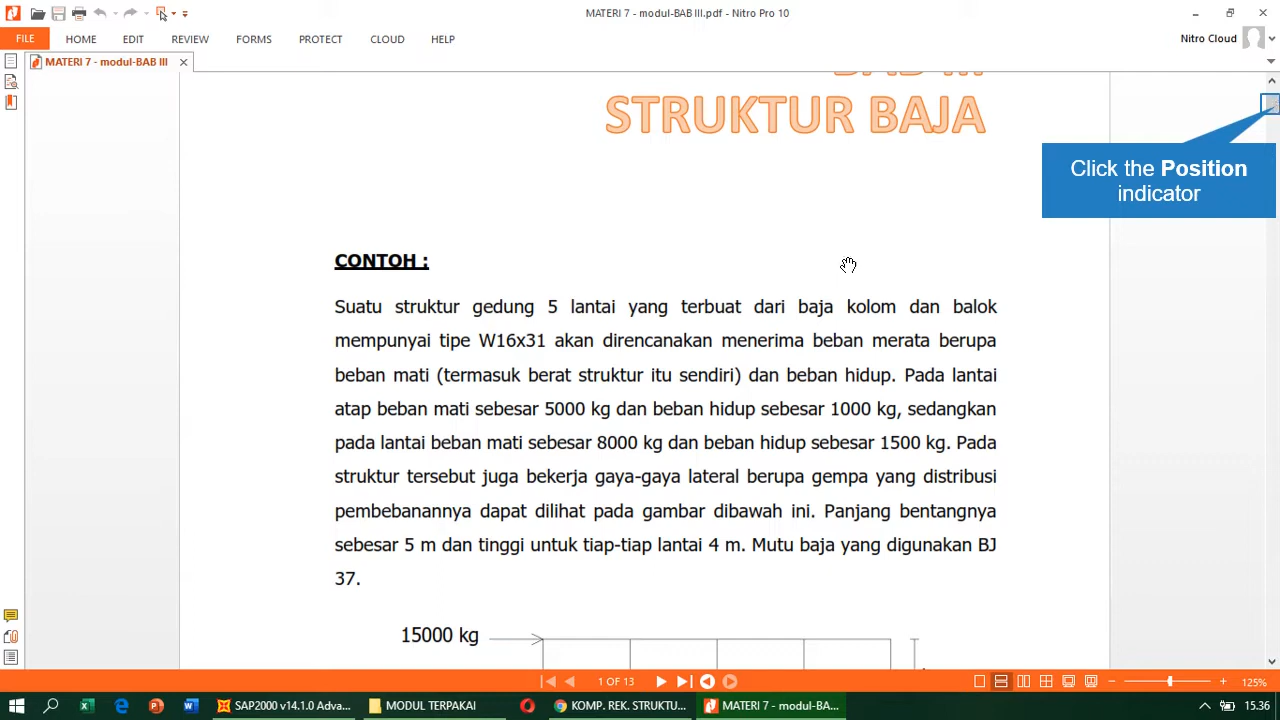 MATERI 7 - modul-BAB III.pdf - Nitro Pro 10
FILE HOME EDIT REVIEW FORMS PROTECT CLOUD HELP
Nitro Cloud
MATERI 7 - modul-BAB III
BAB III
STRUKTUR BAJA
Click the Position
indicator
CONTOH :
Suatu struktur gedung 5 lantai yang terbuat dari baja kolom dan balok
mempunyai tipe W16x31 akan direncanakan menerima beban merata berupa
beban mati (termasuk berat struktur itu sendiri) dan beban hidup. Pada lantai
atap beban mati sebesar 5000 kg dan beban hidup sebesar 1000 kg, sedangkan
pada lantai beban mati sebesar 8000 kg dan beban hidup sebesar 1500 kg. Pada
struktur tersebut juga bekerja gaya-gaya lateral berupa gempa yang distribusi
pembebanannya dapat dilihat pada gambar dibawah ini. Panjang bentangnya
sebesar 5 m dan tinggi untuk tiap-tiap lantai 4 m. Mutu baja yang digunakan BJ
37.
15000 kg
1 OF 13
125%
SAP2000 v14.1.0 Adva...
MODUL TERPAKAI
KOMP. REK. STRUKTU...
MATERI 7 - modul-BA...
15.36